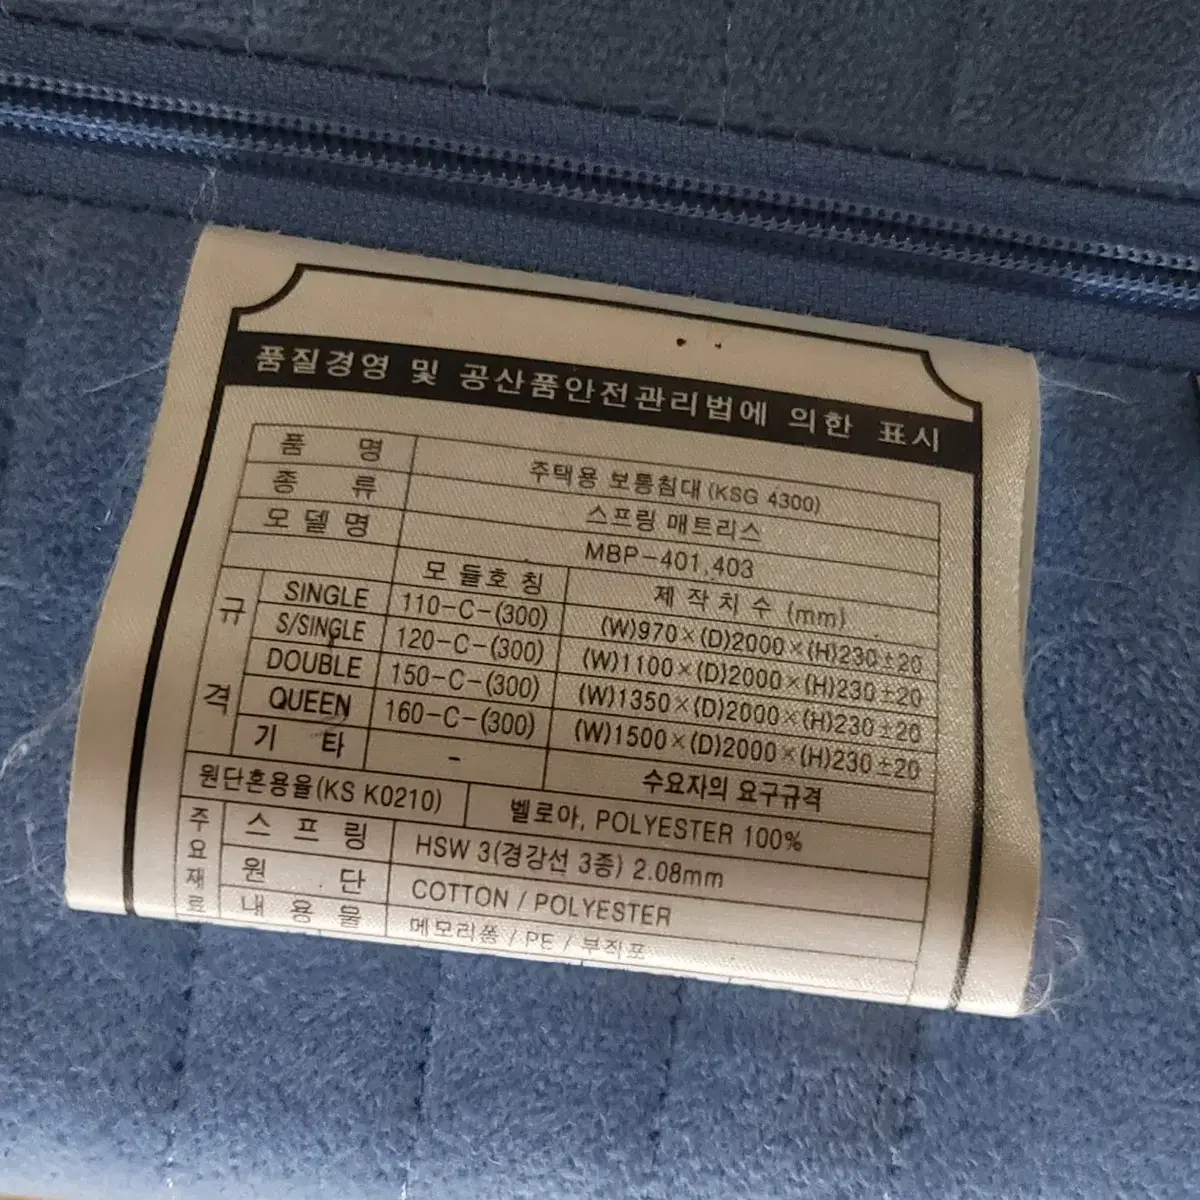 품질경영 및 공산품안전관리법에 의한 표시
품 명 주택용 보통침대 (KSG 4300)
종 류 스프링 매트리스
모델명 MBP-401,403
모듈호칭 제작치수 (mm)
규격
SINGLE 110-C-(300) (W)970×(D)2000×(H)230±20
S/SINGLE 120-C-(300) (W)1100×(D)2000×(H)230±20
DOUBLE 150-C-(300) (W)1350×(D)2000×(H)230±20
QUEEN 160-C-(300) (W)1500×(D)2000×(H)230±20
기 타 - 수요자의 요구규격
원단혼용율(KS K0210) 벨로아, POLYESTER 100%
주요재료
스프링 HSW 3(경강선 3종) 2.08mm
원 단 COTTON / POLYESTER
내용물 메모리폼 / PE / 부직포